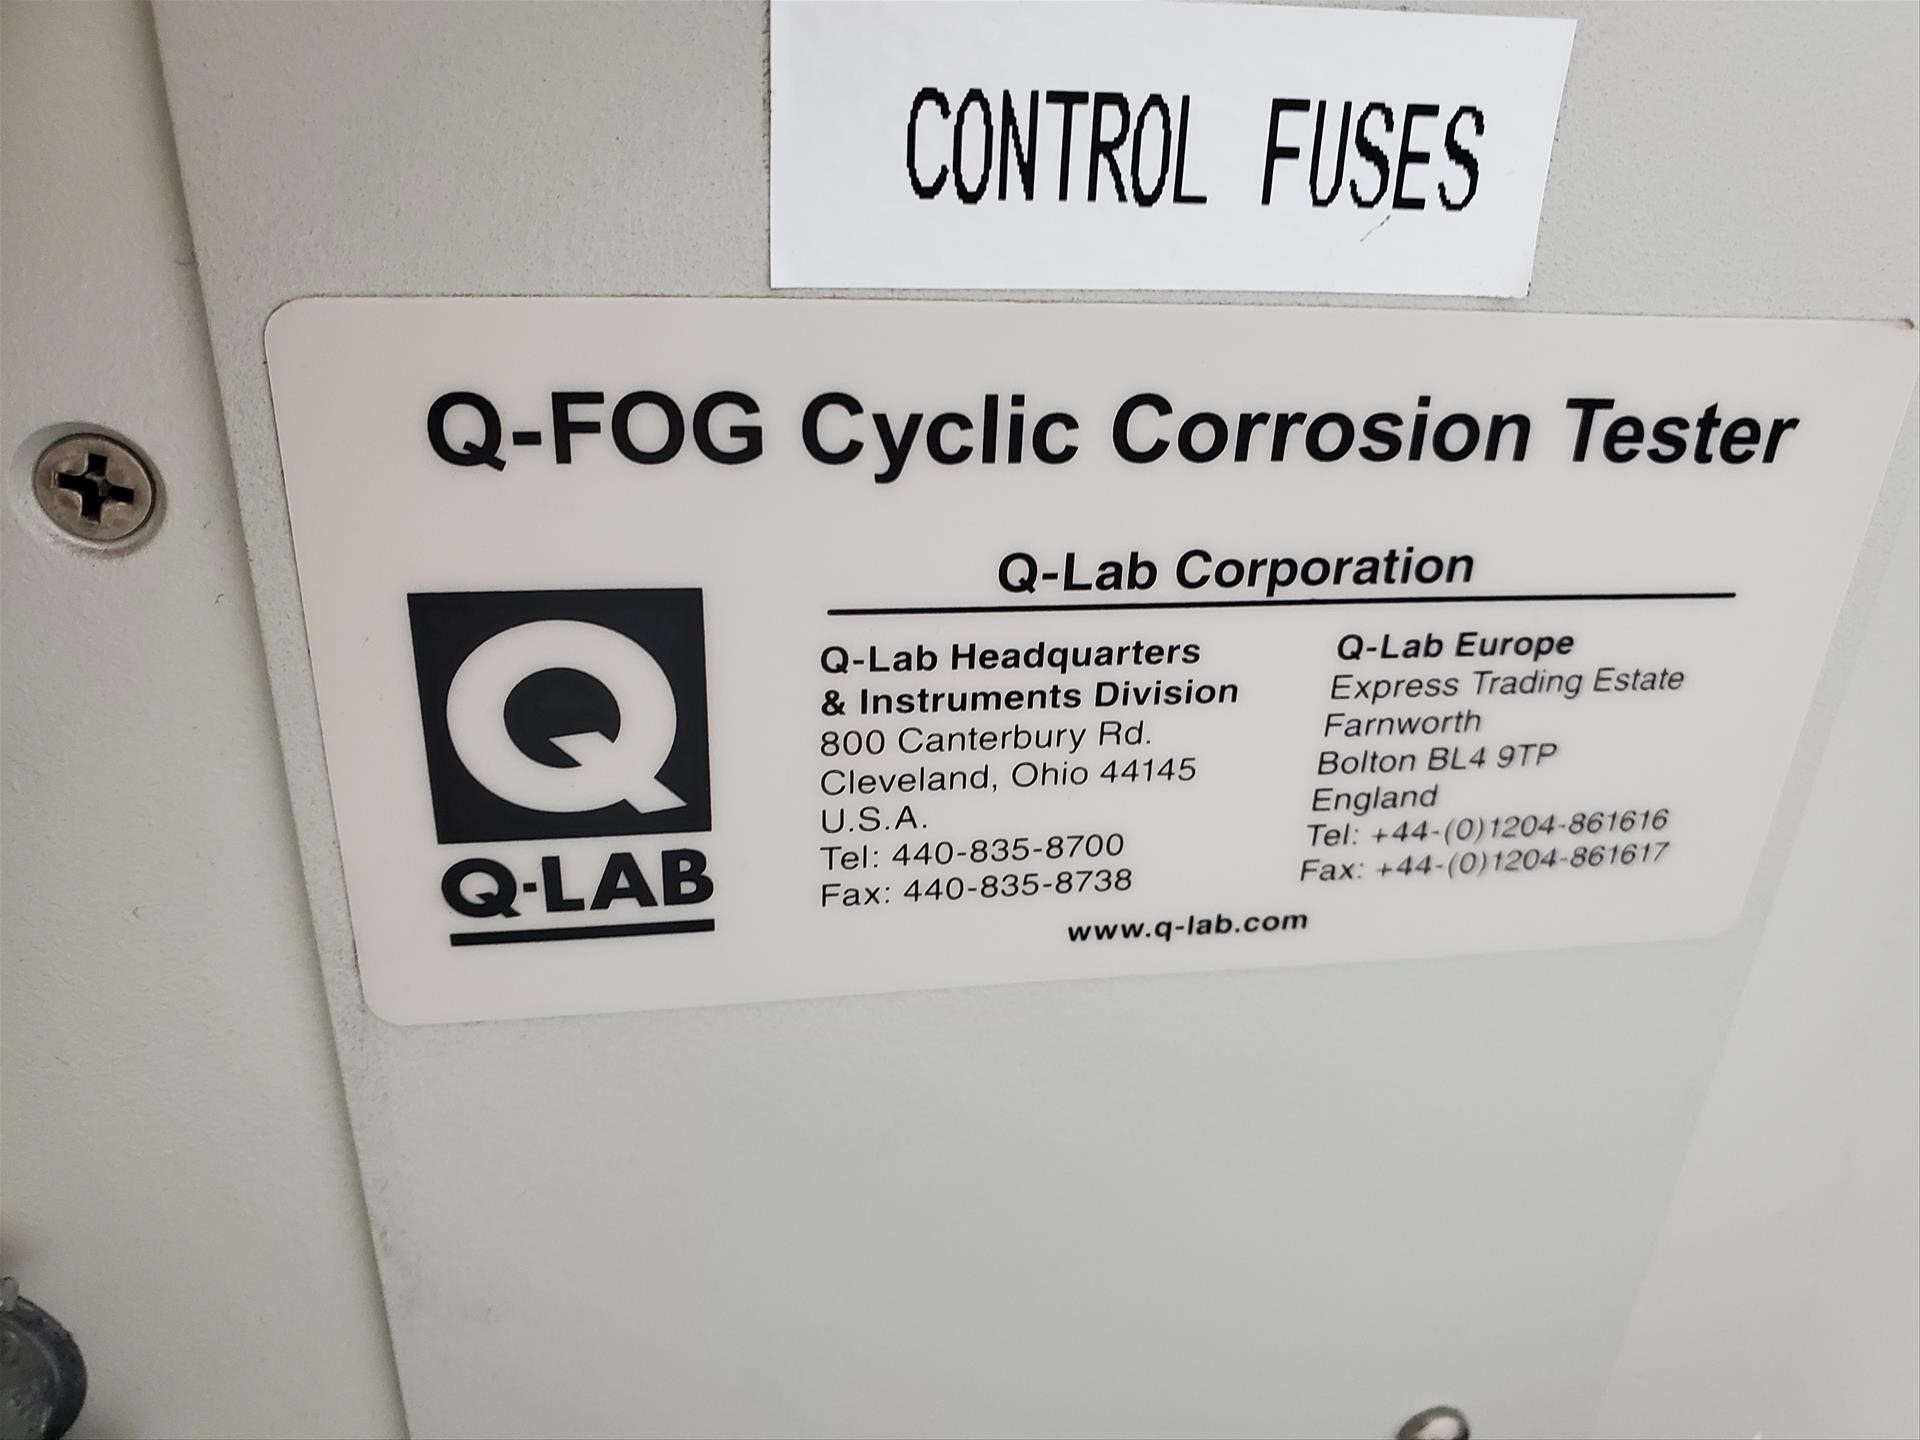 CONTROL FUSES
Q-FOG Cyclic Corrosion Tester
Q-LAB
Q-Lab Corporation
Q-Lab Headquarters
& Instruments Division
800 Canterbury Rd.
Cleveland, Ohio 44145
U.S.A.
Tel: 440-835-8700
Fax: 440-835-8738
Q-Lab Europe
Express Trading Estate
Farnworth
Bolton BL4 9TP
England
Tel: +44-(0)1204-861616
Fax: +44-(0)1204-861617
www.q-lab.com